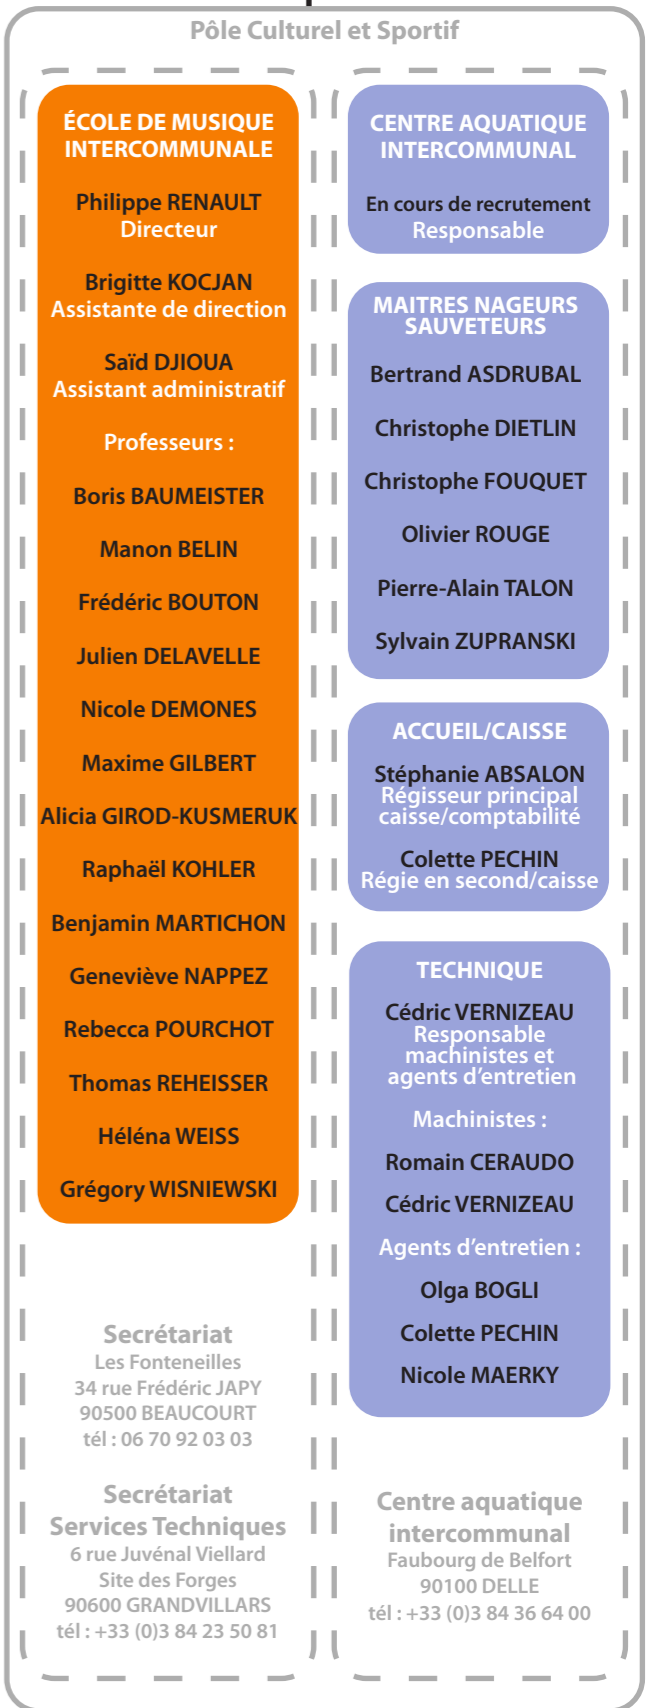 Pôle Culturel et Sportif
ÉCOLE DE MUSIQUE
INTERCOMMUNALE
Philippe RENAULT
Directeur
Brigitte KOCJAN
Assistante de direction
Saïd DJIOUA
Assistant administratif
Professeurs :
Boris BAUMEISTER
Manon BELIN
Frédéric BOUTON
Julien DELAVELLE
Nicole DEMONES
Maxime GILBERT
Alicia GIROD-KUSMERUK
Raphaël KOHLER
Benjamin MARTICHON
Geneviève NAPPEZ
Rebecca POURCHOT
Thomas REHEISSER
Héléna WEISS
Grégory WISNIEWSKI
Secrétariat
Les Fonteneilles
34 rue Frédéric JAPY
90500 BEAUCOURT
tél : 06 70 92 03 03
Secrétariat
Services Techniques
6 rue Juvénal Viellard
Site des Forges
90600 GRANDVILLARS
tél : +33 (0)3 84 23 50 81
CENTRE AQUATIQUE
INTERCOMMUNAL
En cours de recrutement
Responsable
MAITRES NAGEURS
SAUVETEURS
Bertrand ASDRUBAL
Christophe DIETLIN
Christophe FOUQUET
Olivier ROUGE
Pierre-Alain TALON
Sylvain ZUPRANSKI
ACCUEIL/CAISSE
Stéphanie ABSALON
Régisseur principal
caisse/comptabilité
Colette PECHIN
Régie en second/caisse
TECHNIQUE
Cédric VERNIZEAU
Responsable
machinistes et
agents d’entretien
Machinistes :
Romain CERAUDO
Cédric VERNIZEAU
Agents d’entretien :
Olga BOGLI
Colette PECHIN
Nicole MAERKY
Centre aquatique
intercommunal
Faubourg de Belfort
90100 DELLE
tél : +33 (0)3 84 36 64 00